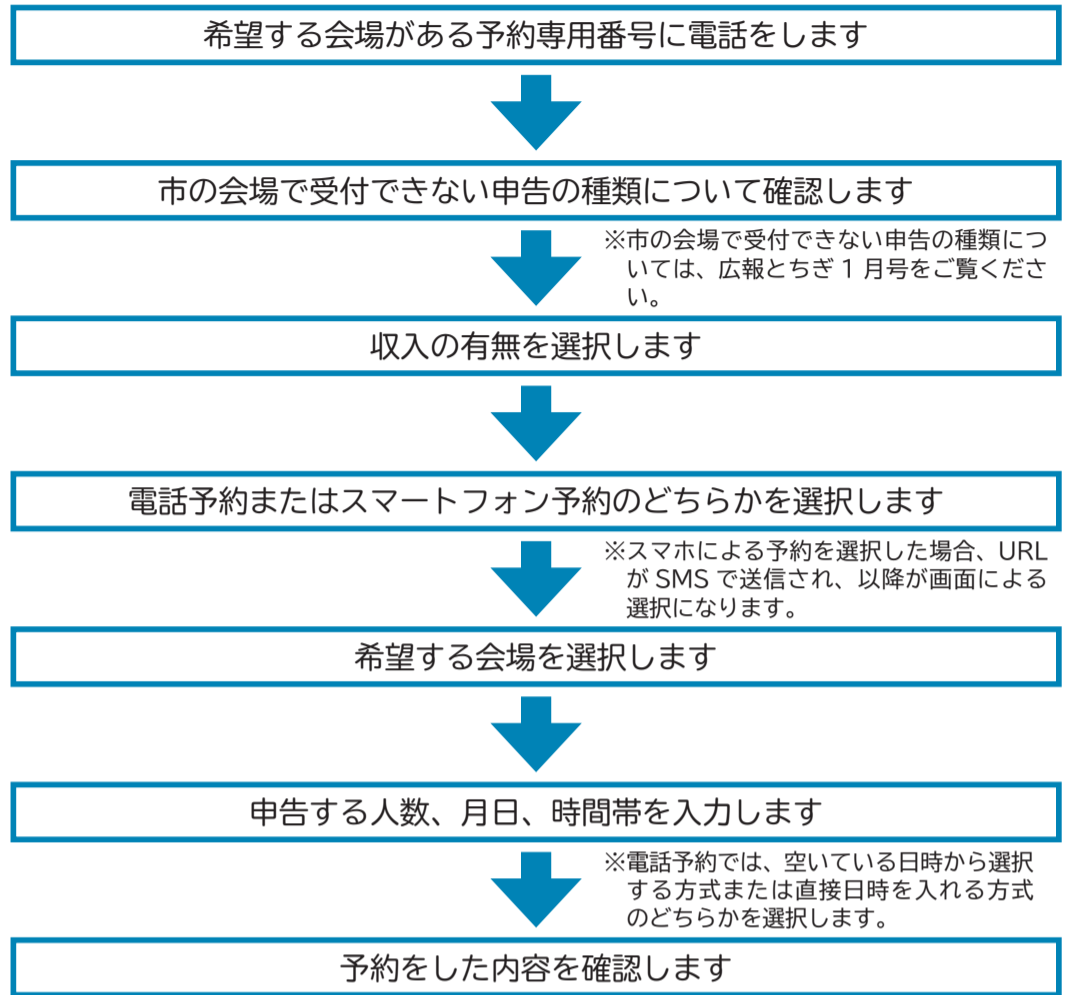 希望する会場がある予約専用番号に電話をします
市の会場で受付できない申告の種類について確認します
※市の会場で受付できない申告の種類につ
いては、広報とちぎ1月号をご覧くださ
い。
収入の有無を選択します
電話予約またはスマートフォン予約のどちらかを選択します
※スマホによる予約を選択した場合、URL
がSMSで送信され、以降が画面による
選択になります。
希望する会場を選択します
申告する人数、月日、時間帯を入力します
※電話予約では、空いている日時から選択
する方式または直接日時を入れる方式
のどちらかを選択します。
予約をした内容を確認します